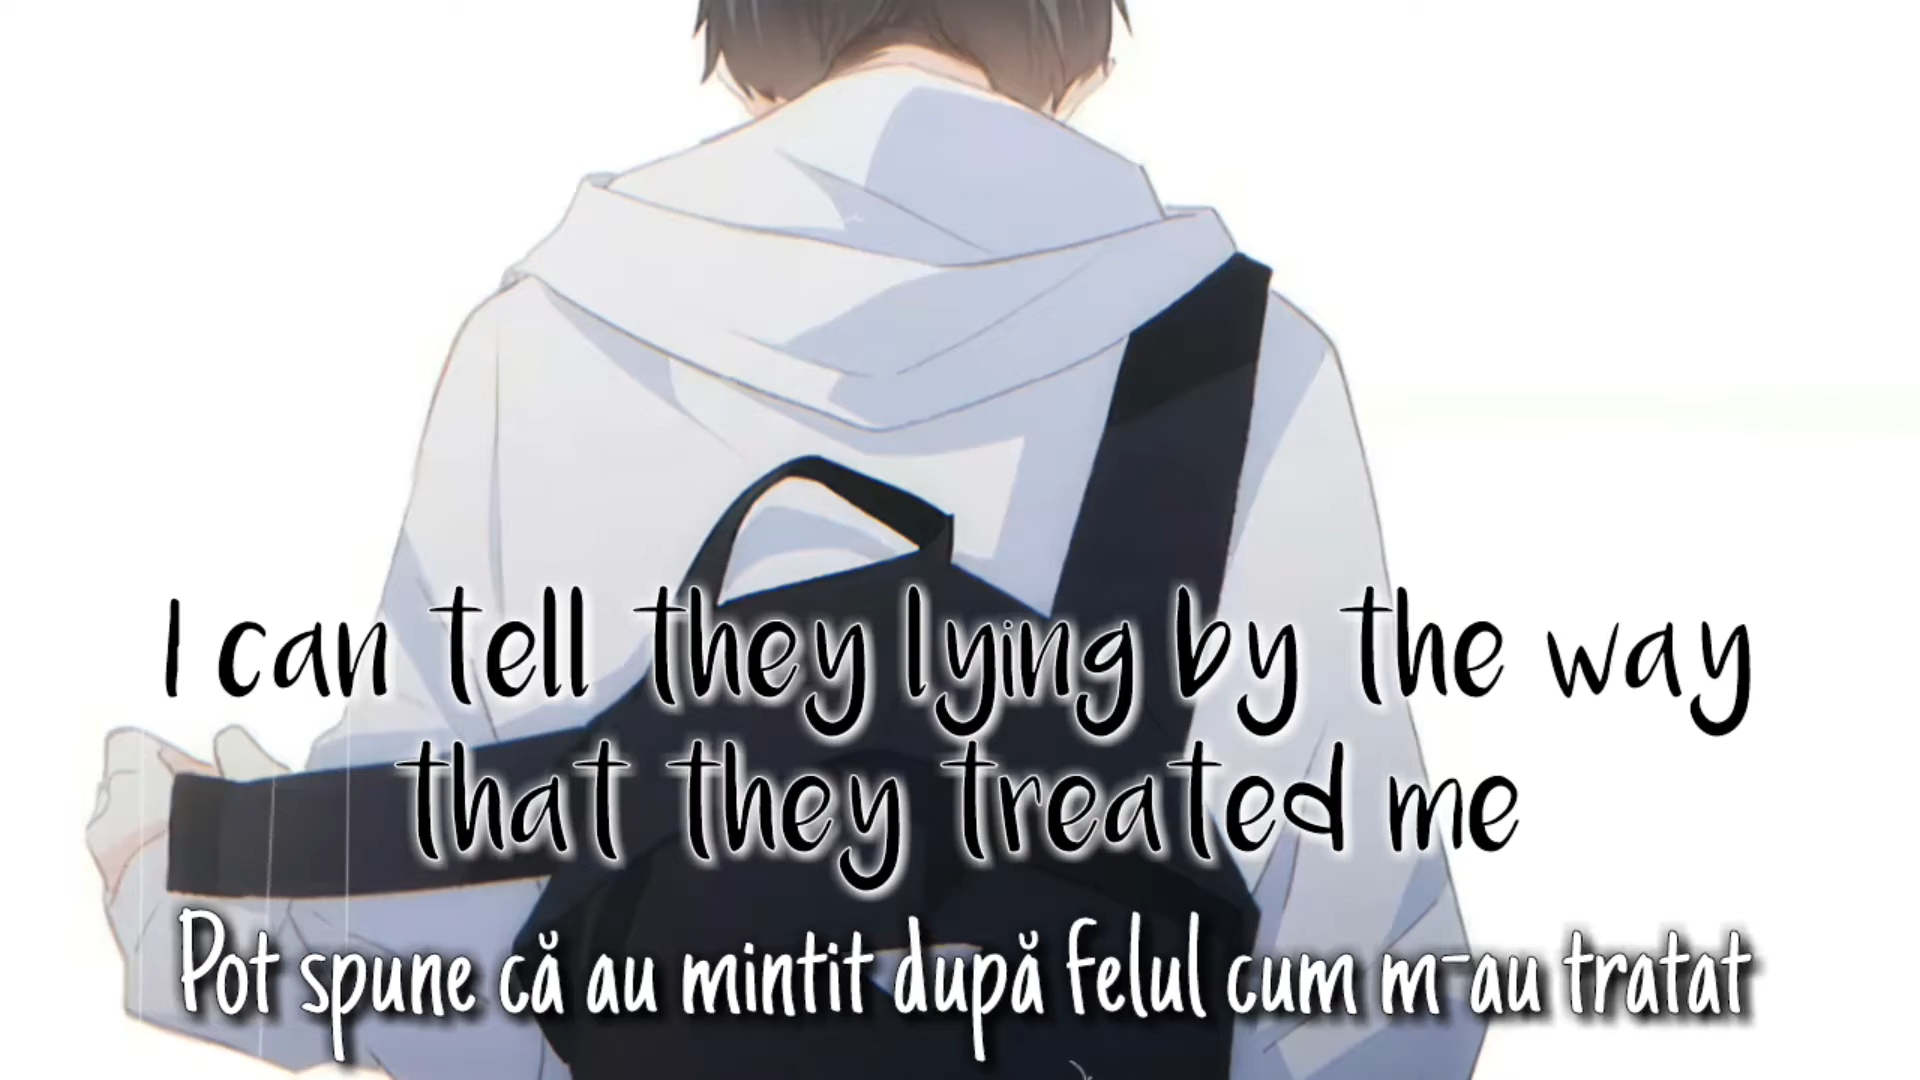 I can tell they lying by the way
that they treated me
Pot spune că au mintit după felul cum m-au tratat